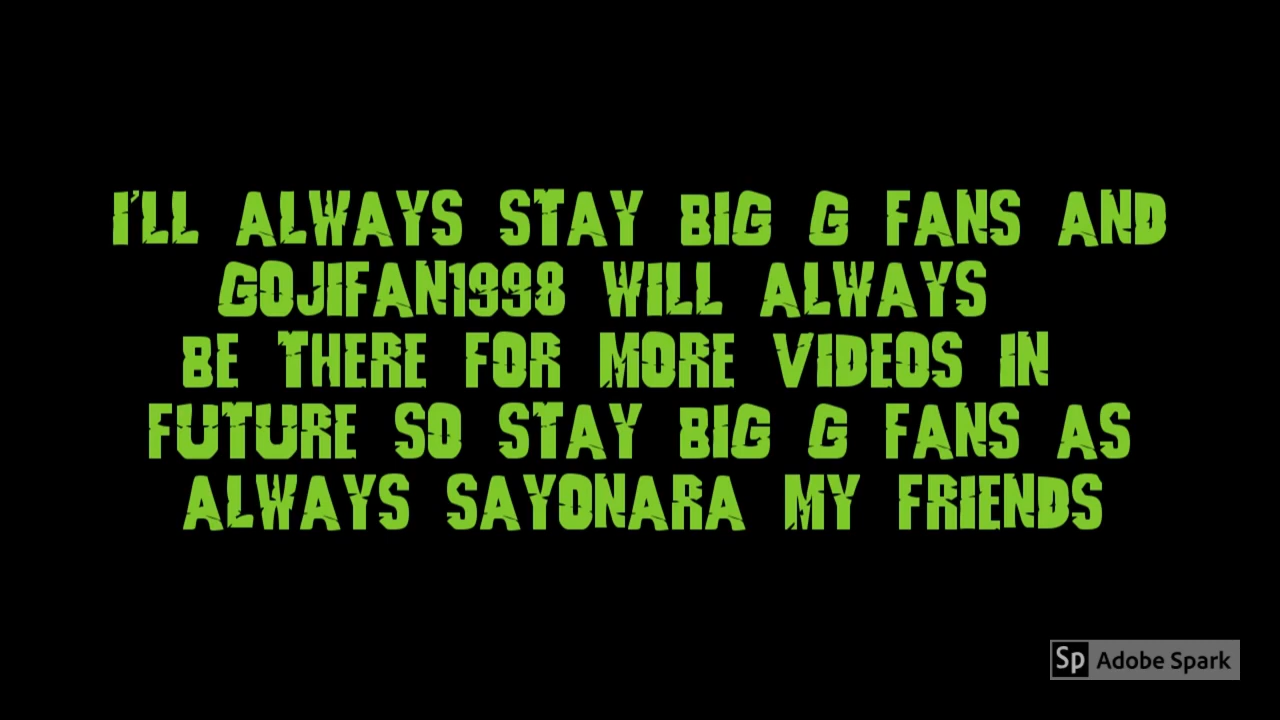 I'LL ALWAYS STAY BIG G FANS AND
GOJIFAN1998 WILL ALWAYS
BE THERE FOR MORE VIDEOS IN
FUTURE SO STAY BIG G FANS AS
ALWAYS SAYONARA MY FRIENDS
Sp Adobe Spark